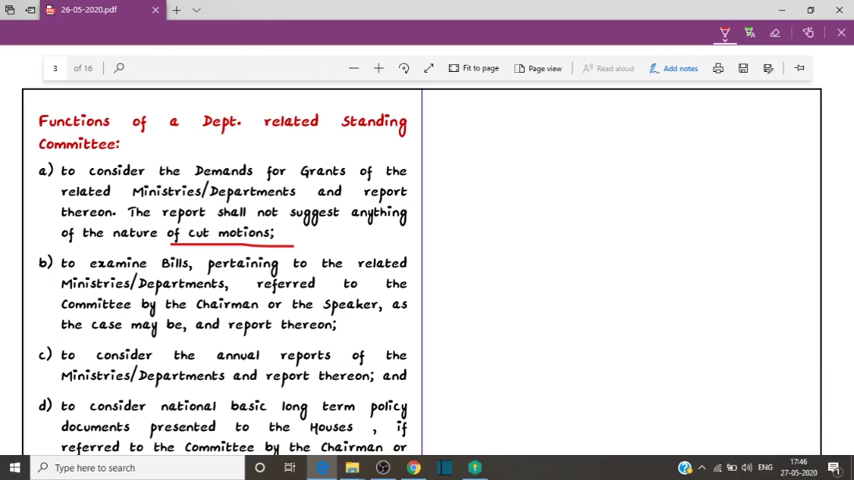 26-05-2020.pdf
3 of 16
Fit to page
Page view
Read aloud
Add notes
Functions of a Dept. related Standing
Committee:
a) to consider the Demands for Grants of the
related Ministries/Departments and report
thereon. The report shall not suggest anything
of the nature of cut motions;
b) to examine Bills, pertaining to the related
Ministries/Departments, referred to the
Committee by the Chairman or the Speaker, as
the case may be, and report thereon;
c) to consider the annual reports of the
Ministries/Departments and report thereon; and
d) to consider national basic long term policy
documents presented to the Houses , if
referred to the Committee by the Chairman or
Type here to search
ENG
17:46
27-05-2020